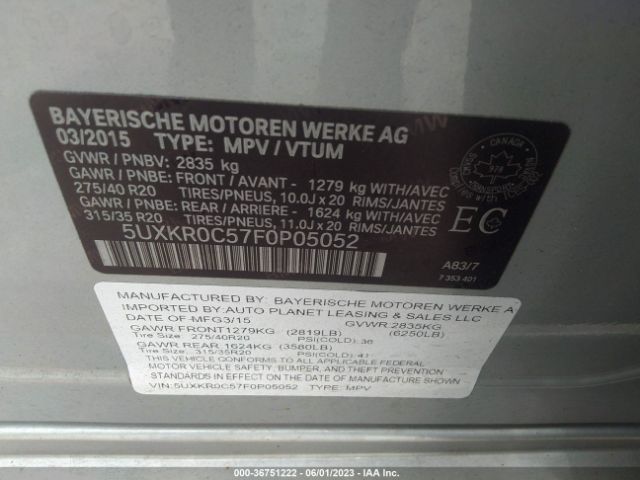 BAYERISCHE MOTOREN WERKE AG
03/2015 TYPE: MPV / VTUM
GVWR / PNBV: 2835 kg
GAWR / PNBE: FRONT / AVANT - 1279 kg WITH/AVEC
275/40 R20 TIRES/PNEUS, 10.0J x 20 RIMS/JANTES
GAWR / PNBE: REAR / ARRIERE - 1624 kg WITH/AVEC
315/35 R20 TIRES/PNEUS, 11.0J x 20 RIMS/JANTES
5UXKR0C57F0P05052
CANADA
978
EC
A83/7
7 353 401
MANUFACTURED BY: BAYERISCHE MOTOREN WERKE A
IMPORTED BY:AUTO PLANET LEASING & SALES LLC
DATE OF-MFG3/15 GVWR:2835KG
GAWR FRONT1279KG (2819LB) (6250LB)
Tire Size: 275/40R20 PSI(COLD): 36
GAWR REAR 1624KG (3580LB)
Tire Size: 315/35R20 PSI(COLD): 41
THIS VEHICLE CONFORMS TO ALL APPLICABLE FEDERAL
MOTOR VEHICLE SAFETY, BUMPER, AND THEFT
STANDARDS IN EFFECT ON DATE OF MFG SHOWN
VIN:5UXKR0C57F0P05052 TYPE: MPV
000-36751222 - 06/01/2023 - IAA Inc.